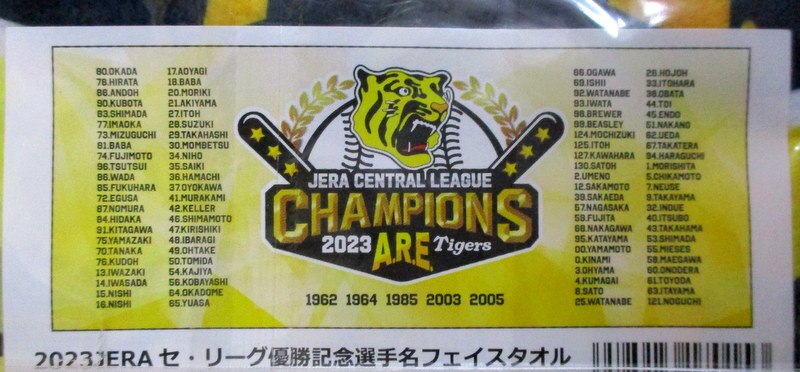 80.OKADA
78.HIRATA
88.ANDOH
90.KUBOTA
83.SHIMADA
77.IMAOKA
73.MIZUGUCHI
81.BABA
74.FUJIMOTO
96.TSUTSUI
86.WADA
85.FUKUHARA
72.EGUSA
87.NOMURA
84.HIDAKA
91.KITAGAWA
75.YAMAZAKI
70.TANAKA
76.KUDOH
13.IWAZAKI
14.IWASADA
15.NISHI
16.NISHI
17.AOYAGI
18.BABA
20.MORIKI
21.AKIYAMA
27.ITOH
28.SUZUKI
29.TAKAHASHI
30.MOMBETSU
34.NIHO
35.SAIKI
36.HAMACHI
37.OYOKAWA
41.MURAKAMI
42.KELLER
46.SHIMAMOTO
47.KIRISHIKI
48.IBARAGI
49.OHTAKE
50.TOMIDA
54.KAJIYA
56.KOBAYASHI
64.OKADOME
65.YUASA
JERA CENTRAL LEAGUE
CHAMPIONS
2023 A.R.E. Tigers
1962 1964 1985 2003 2005
66.OGAWA
69.ISHII
92.WATANABE
93.IWATA
98.BREWER
99.BEASLEY
124.MOCHIZUKI
125.ITOH
127.KAWAHARA
130.SATOH
2.UMENO
12.SAKAMOTO
39.SAKAEDA
57.NAGASAKA
59.FUJITA
68.NAKAGAWA
95.KATAYAMA
00.YAMAMOTO
0.KINAMI
3.OHYAMA
4.KUMAGAI
8.SATO
25.WATANABE
26.HOJOH
33.ITOHARA
38.OBATA
44.TOI
45.ENDO
51.NAKANO
62.UEDA
67.TAKATERA
94.HARAGUCHI
1.MORISHITA
5.CHIKAMOTO
7.NEUSE
9.TAKAYAMA
32.INOUE
40.ITSUBO
43.TAKAHAMA
53.SHIMADA
55.MIESES
58.MAEGAWA
60.ONODERA
61.TOYODA
63.ITAYAMA
121.NOGUCHI
2023JERAセ・リーグ優勝記念選手名フェイスタオル